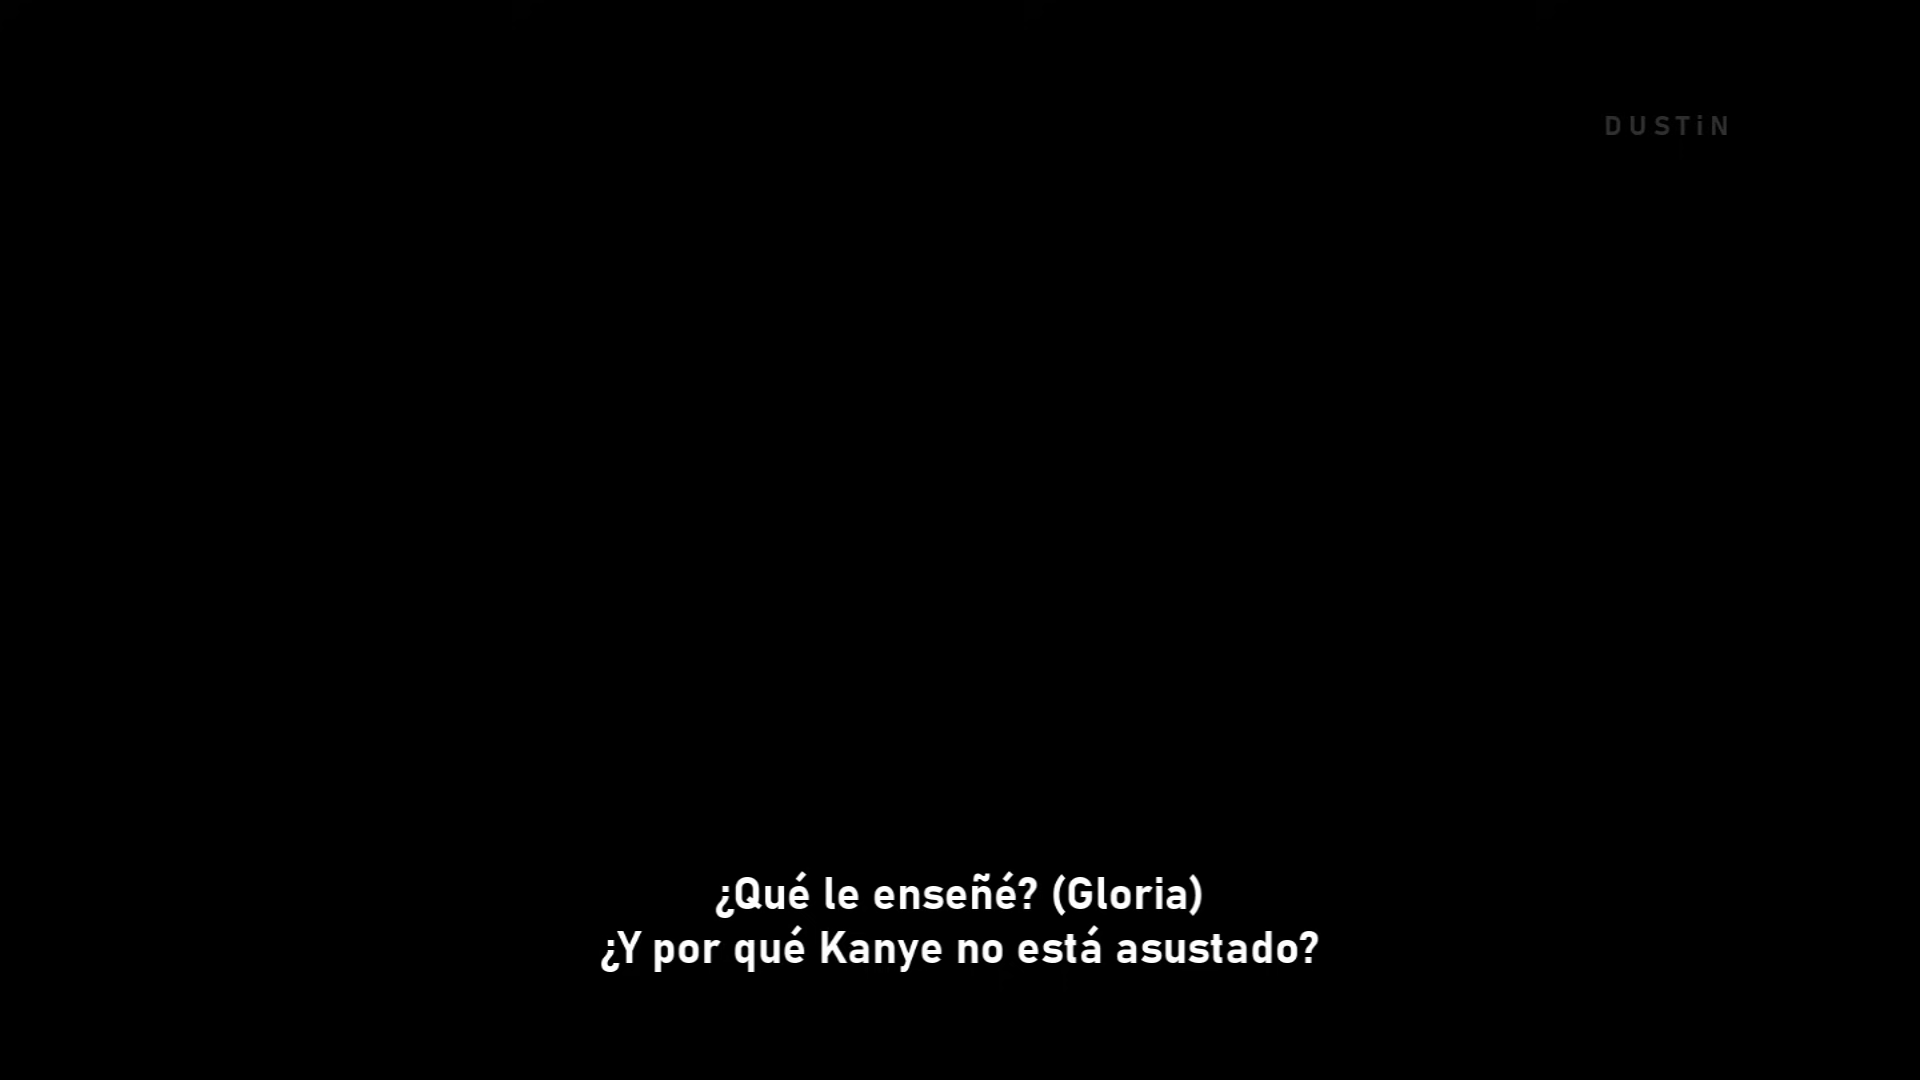 DUSTiN
¿Qué le enseñé? (Gloria)
¿Y por qué Kanye no está asustado?